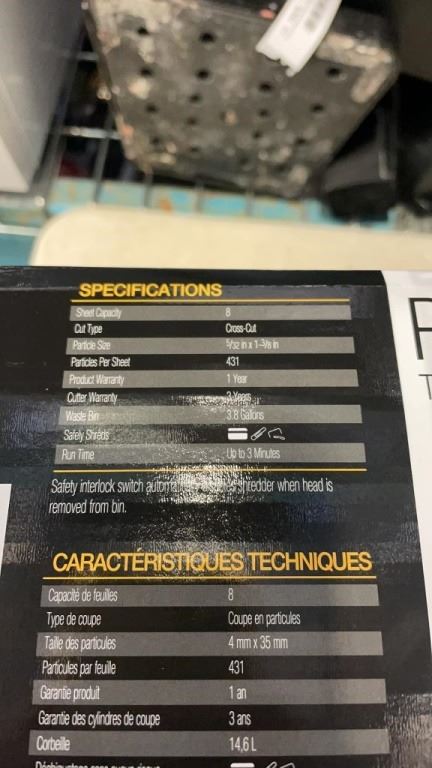 SPECIFICATIONS
Sheet Capacity 8
Cut Type Cross-Cut
Particle Size 5/32 in x 1-3/8 in
Particles Per Sheet 431
Product Warranty 1 Year
Cutter Warranty 3 Years
Waste Bin 3.8 Gallons
Safely Shreds
Run Time Up to 3 Minutes
Safety interlock switch shredder when head is
removed from bin.
CARACTÉRISTIQUES TECHNIQUES
Capacité de feuilles 8
Type de coupe Coupe en particules
Taille des particules 4 mm x 35 mm
Particules par feuille 431
Garantie produit 1 an
Garantie des cylindres de coupe 3 ans
Corbeille 14,6 L